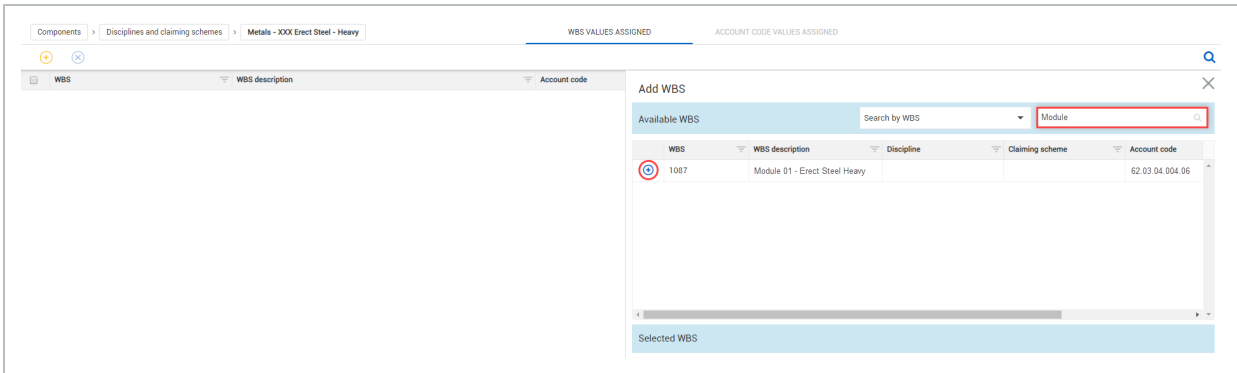 Components > Disciplines and claiming schemes > Metals - XXX Erect Steel - Heavy
WBS VALUES ASSIGNED
ACCOUNT CODE VALUES ASSIGNED
WBS WBS description Account code
Add WBS
Available WBS
Search by WBS
Module
WBS WBS description Discipline Claiming scheme Account code
1087 Module 01 - Erect Steel Heavy 62.03.04.004.06
Selected WBS